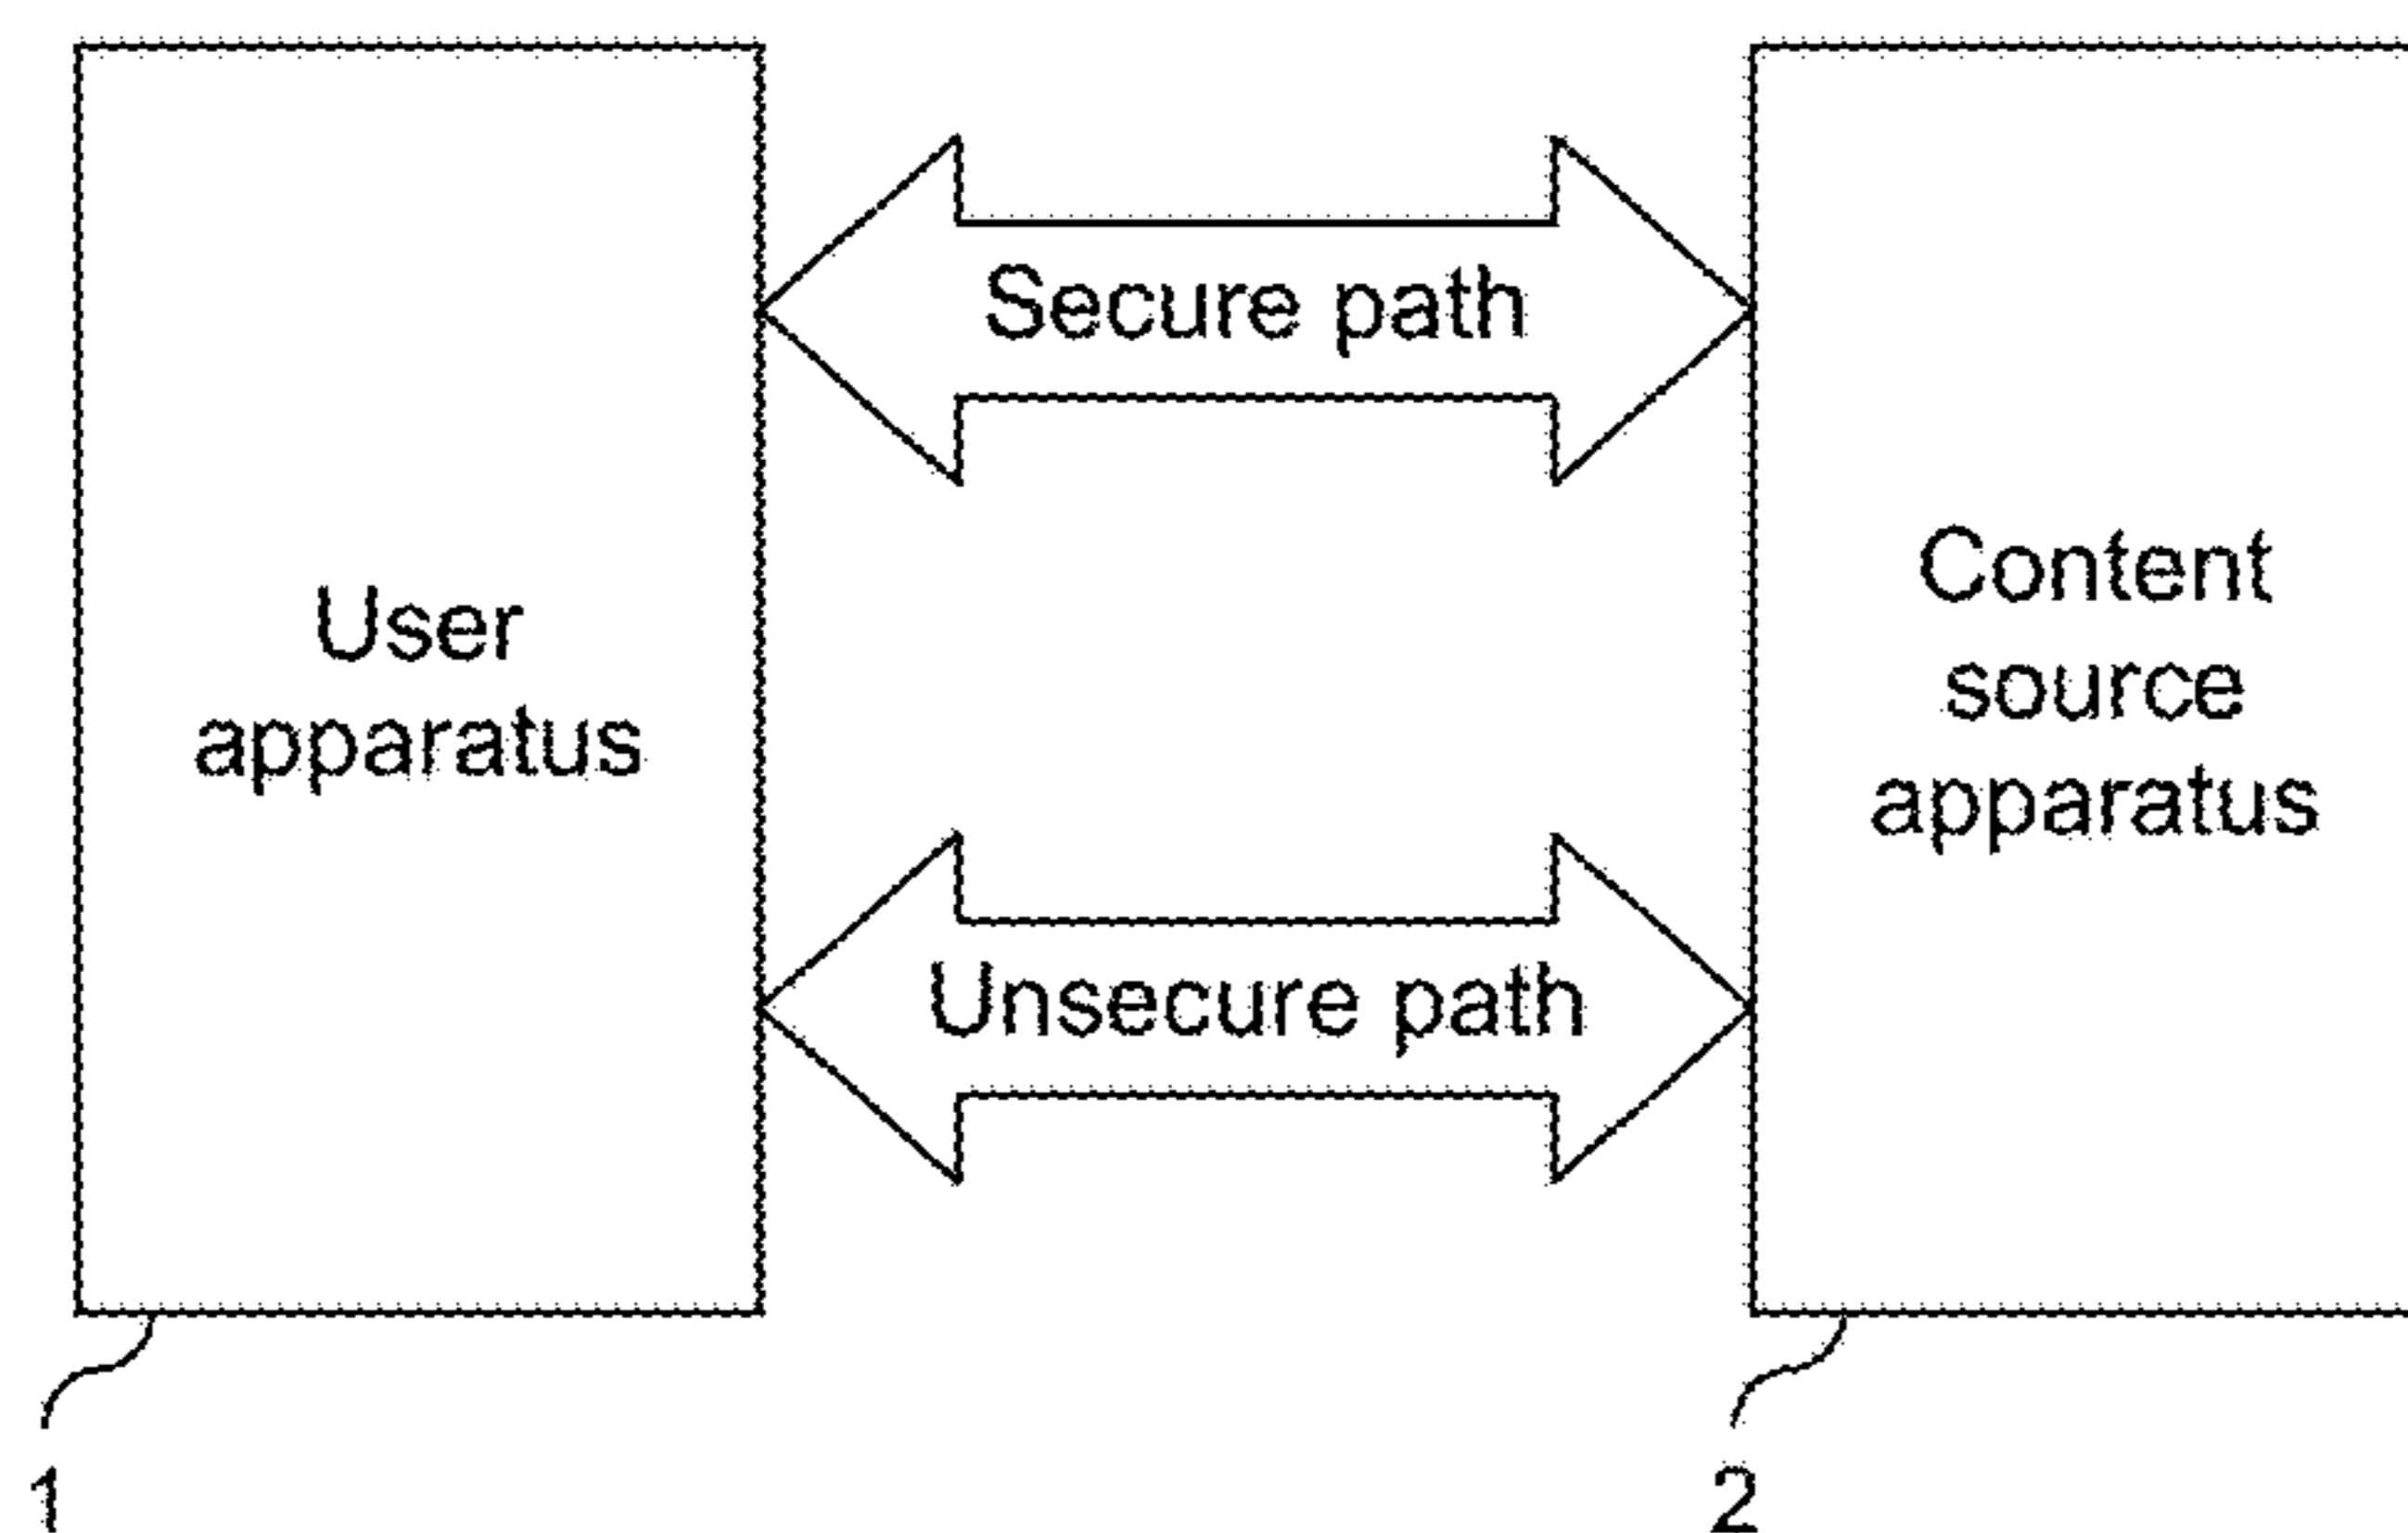 Secure path
User
apparatus
Content
source
apparatus
Unsecure path
1
2